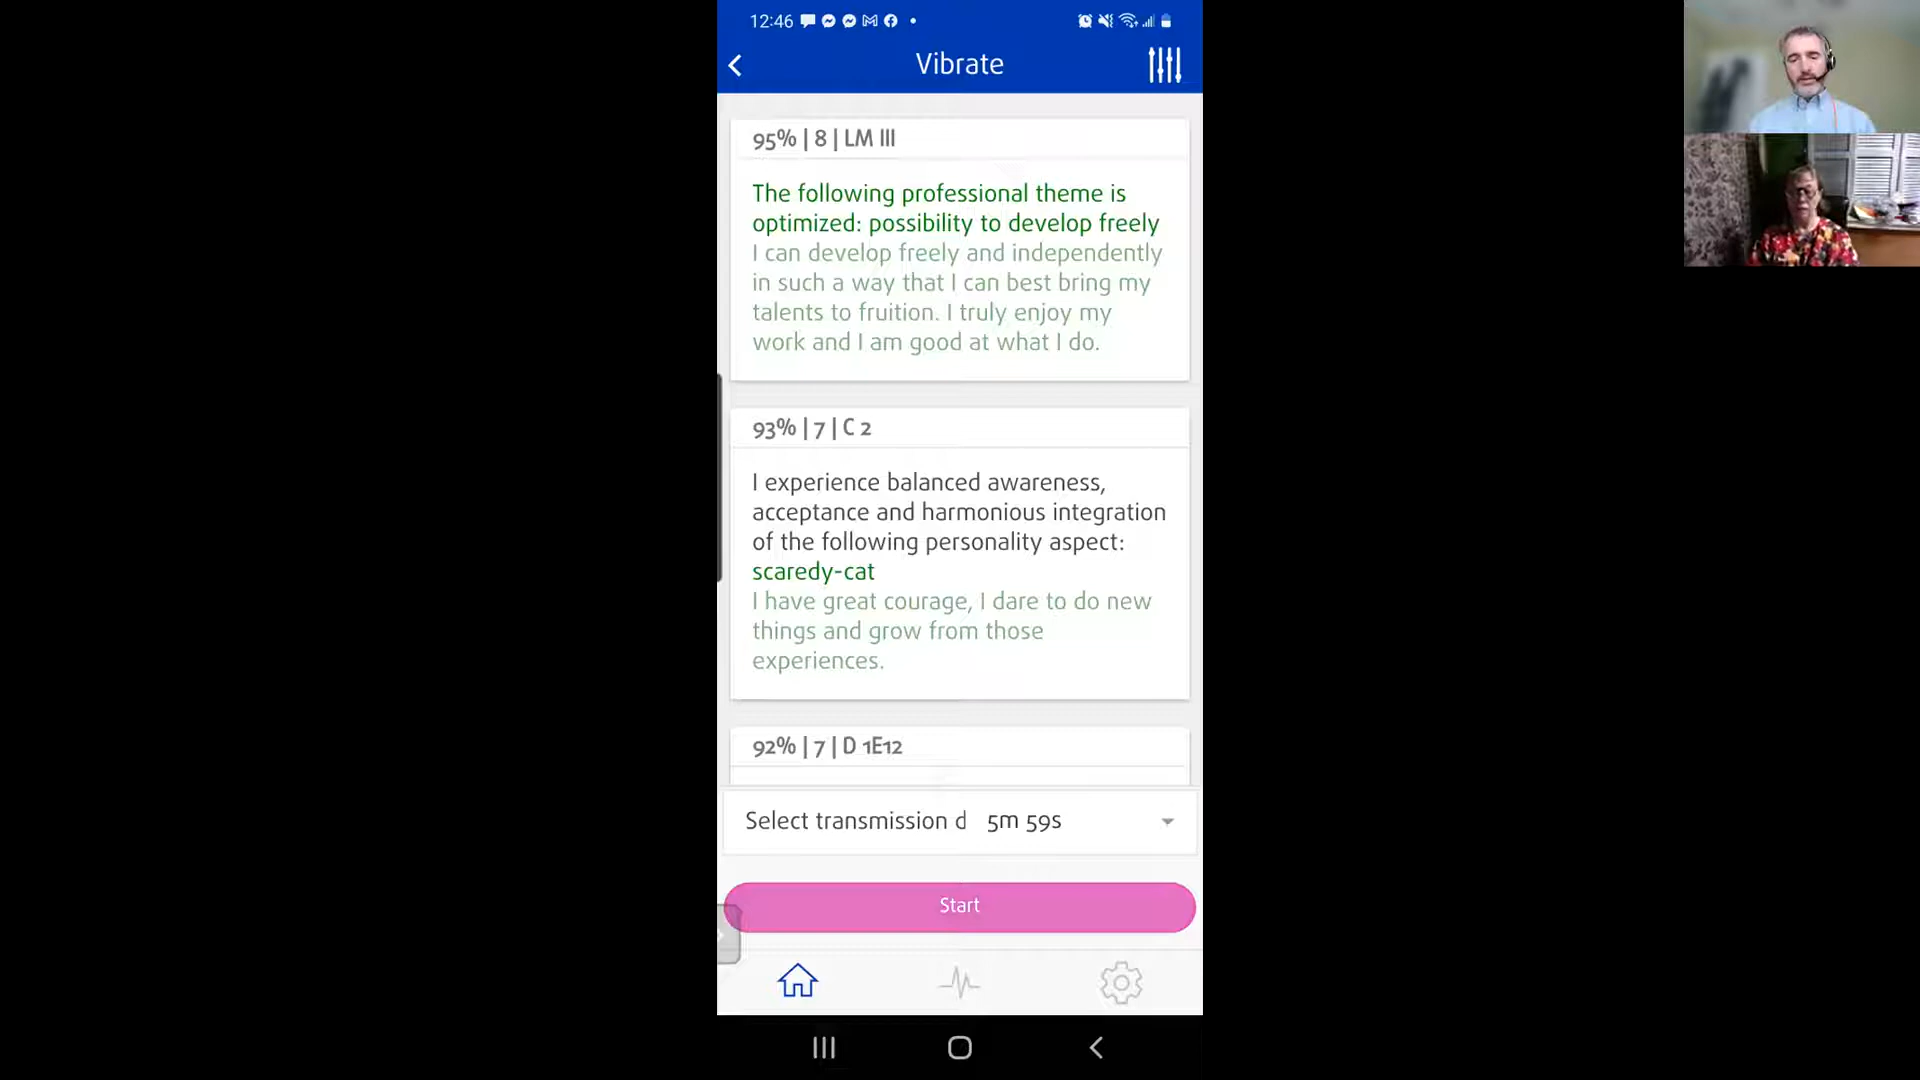 12:46
Vibrate
95% | 8 | LM III
The following professional theme is
optimized: possibility to develop freely
I can develop freely and independently
in such a way that I can best bring my
talents to fruition. I truly enjoy my
work and I am good at what I do.
93% | 7 | C 2
I experience balanced awareness,
acceptance and harmonious integration
of the following personality aspect:
scaredy-cat
I have great courage, I dare to do new
things and grow from those
experiences.
92% | 7 | D 1E12
Select transmission d 5m 59s
Start